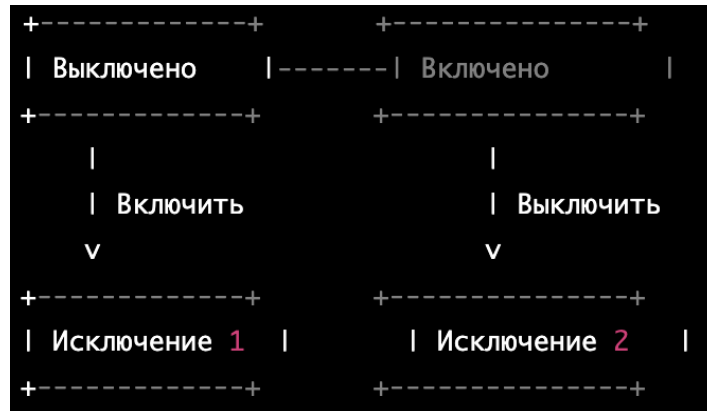 +-------------+ +---------------+
| Выключено |-------| Включено |
+-------------+ +---------------+
| |
| Включить | Выключить
v v
+-------------+ +---------------+
| Исключение 1 | | Исключение 2 |
+-------------+ +---------------+